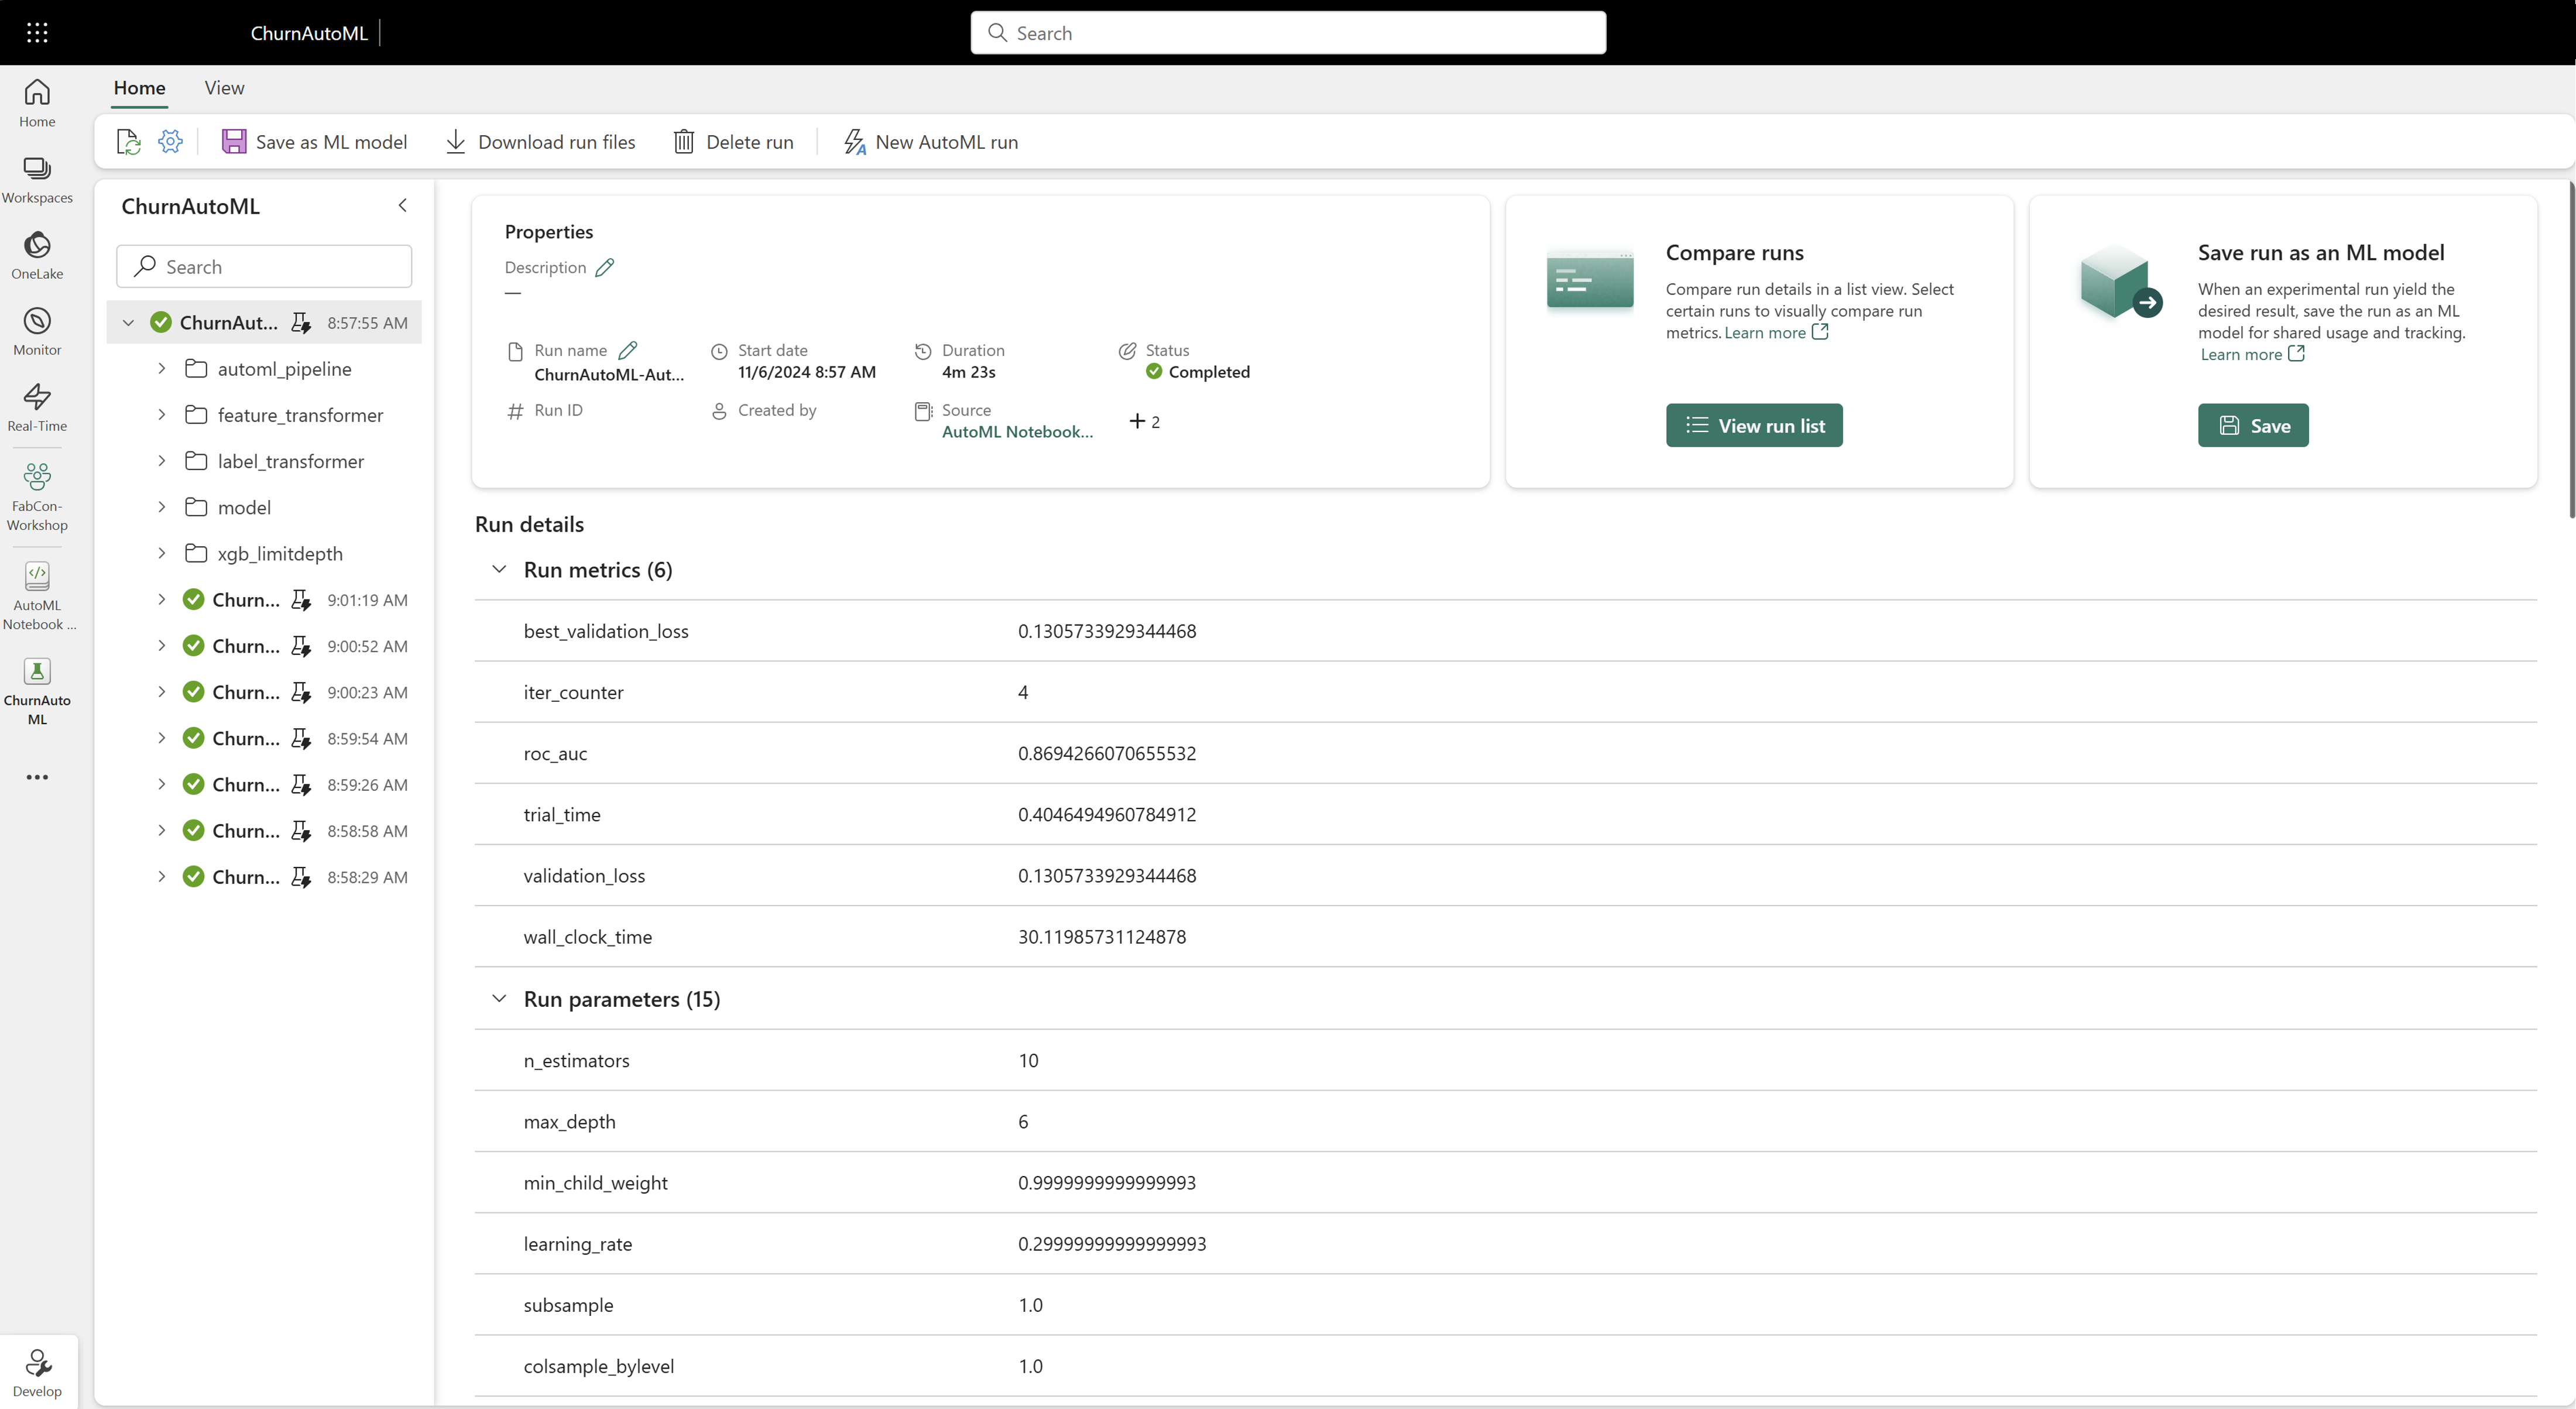 ChurnAutoML
Search
Home
View
Save as ML model
Download run files
Delete run
New AutoML run
Home
Workspaces
OneLake
Monitor
Real-Time
FabCon-
Workshop
AutoML
Notebook ...
ChurnAuto
ML
Develop
ChurnAutoML
Search
ChurnAut... 8:57:55 AM
automl_pipeline
feature_transformer
label_transformer
model
xgb_limitdepth
Churn... 9:01:19 AM
Churn... 9:00:52 AM
Churn... 9:00:23 AM
Churn... 8:59:54 AM
Churn... 8:59:26 AM
Churn... 8:58:58 AM
Churn... 8:58:29 AM
Properties
Description
—
Run name
ChurnAutoML-Aut...
Start date
11/6/2024 8:57 AM
Duration
4m 23s
Status
Completed
Run ID
Created by
Source
AutoML Notebook...
+ 2
Compare runs
Compare run details in a list view. Select
certain runs to visually compare run
metrics. Learn more
View run list
Save run as an ML model
When an experimental run yield the
desired result, save the run as an ML
model for shared usage and tracking.
Learn more
Save
Run details
Run metrics (6)
best_validation_loss 0.1305733929344468
iter_counter 4
roc_auc 0.8694266070655532
trial_time 0.4046494960784912
validation_loss 0.1305733929344468
wall_clock_time 30.11985731124878
Run parameters (15)
n_estimators 10
max_depth 6
min_child_weight 0.9999999999999993
learning_rate 0.29999999999999993
subsample 1.0
colsample_bylevel 1.0